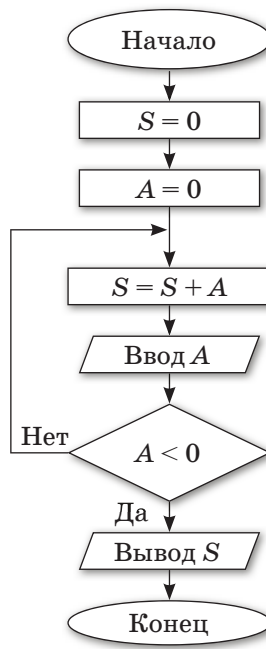 Начало
S = 0
A = 0
S = S + A
Ввод A
Нет
A < 0
Да
Вывод S
Конец